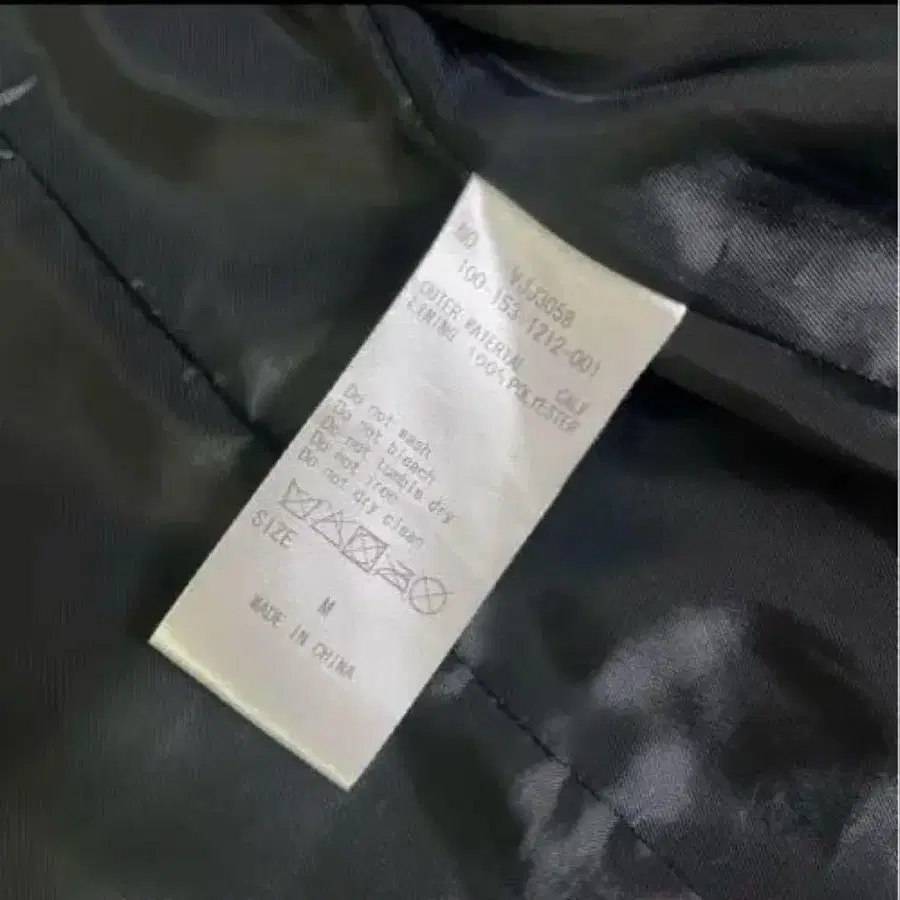 NO. VJJ3058
100-153-1212-001
OUTER MATERIAL CALF
LINING 100%POLYESTER
Do not wash
Do not bleach
Do not tumble dry
Do not iron
Do not dry clean
SIZE
M
MADE IN CHINA